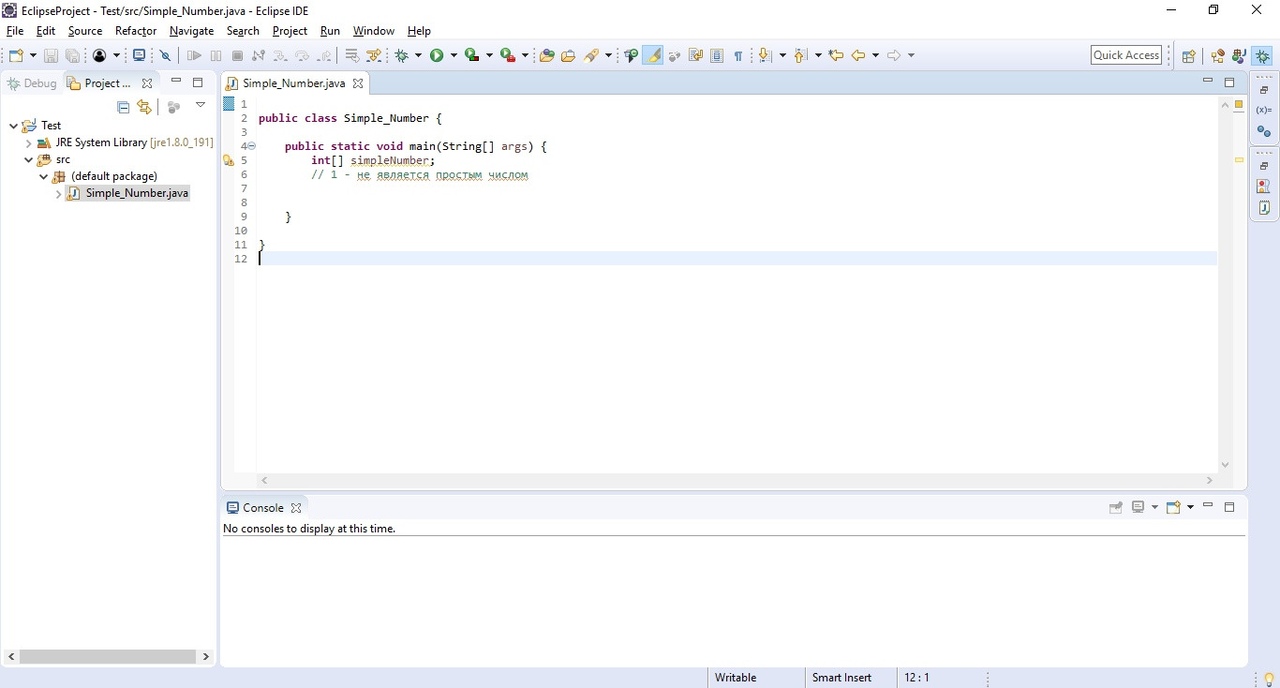 EclipseProject - Test/src/Simple_Number.java - Eclipse IDE
File Edit Source Refactor Navigate Search Project Run Window Help
Quick Access
Debug Project ...
Simple_Number.java
Test
JRE System Library [jre1.8.0_191]
src
(default package)
Simple_Number.java
1
2 public class Simple_Number {
3
4 public static void main(String[] args) {
5 int[] simpleNumber;
6 // 1 - не является простым числом
7
8
9 }
10
11 }
12
(x)=
Console
No consoles to display at this time.
Writable Smart Insert 12 : 1